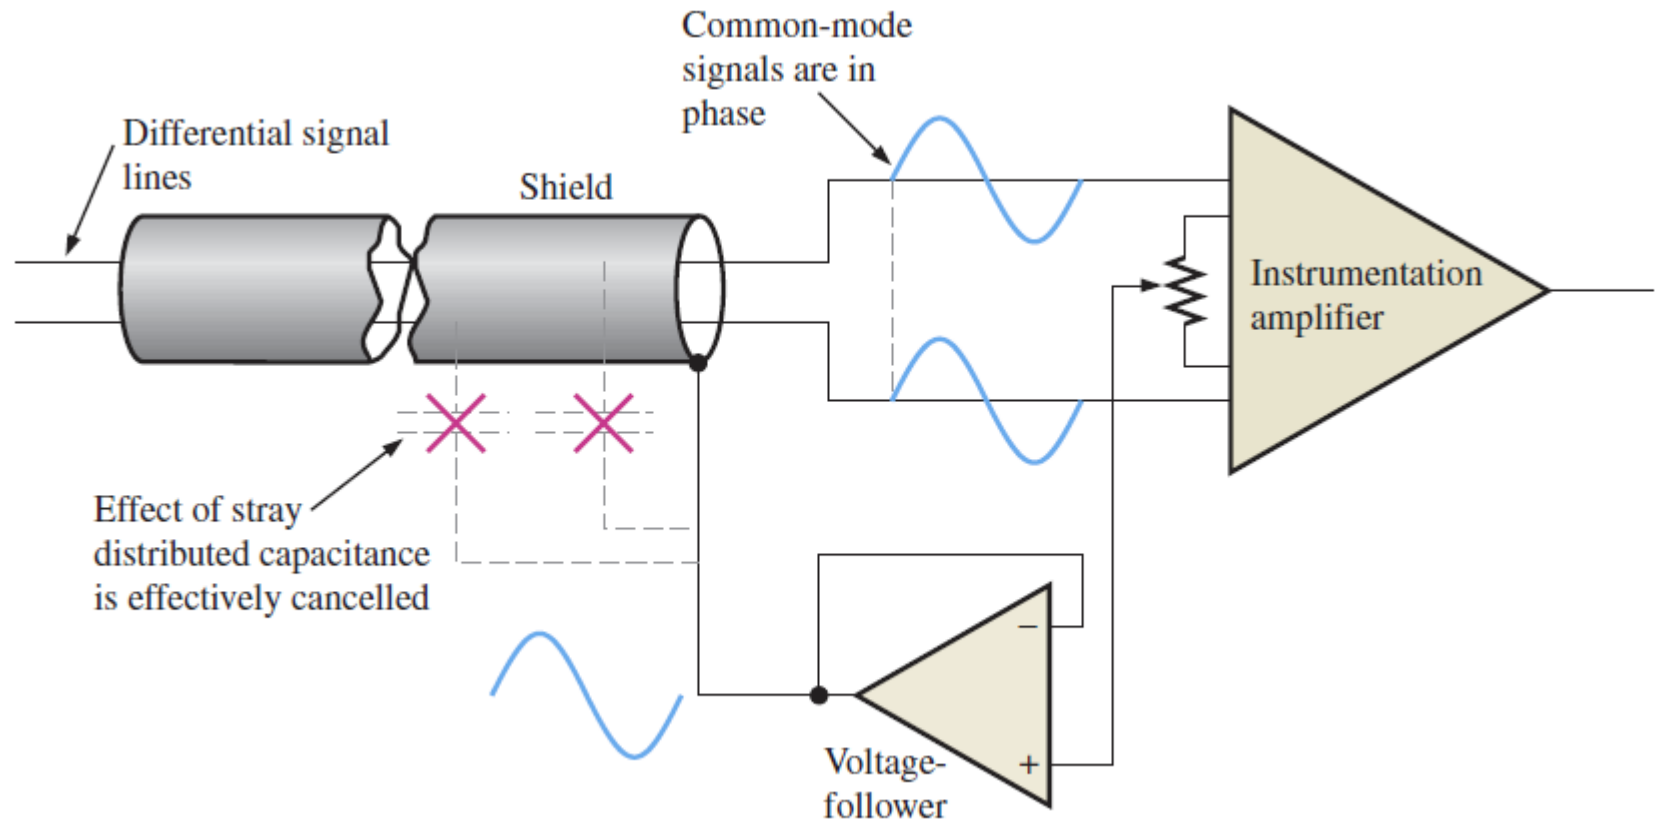 Common-mode
signals are in
phase
Differential signal
lines
Shield
Instrumentation
amplifier
Effect of stray
distributed capacitance
is effectively cancelled
−
+
Voltage-
follower